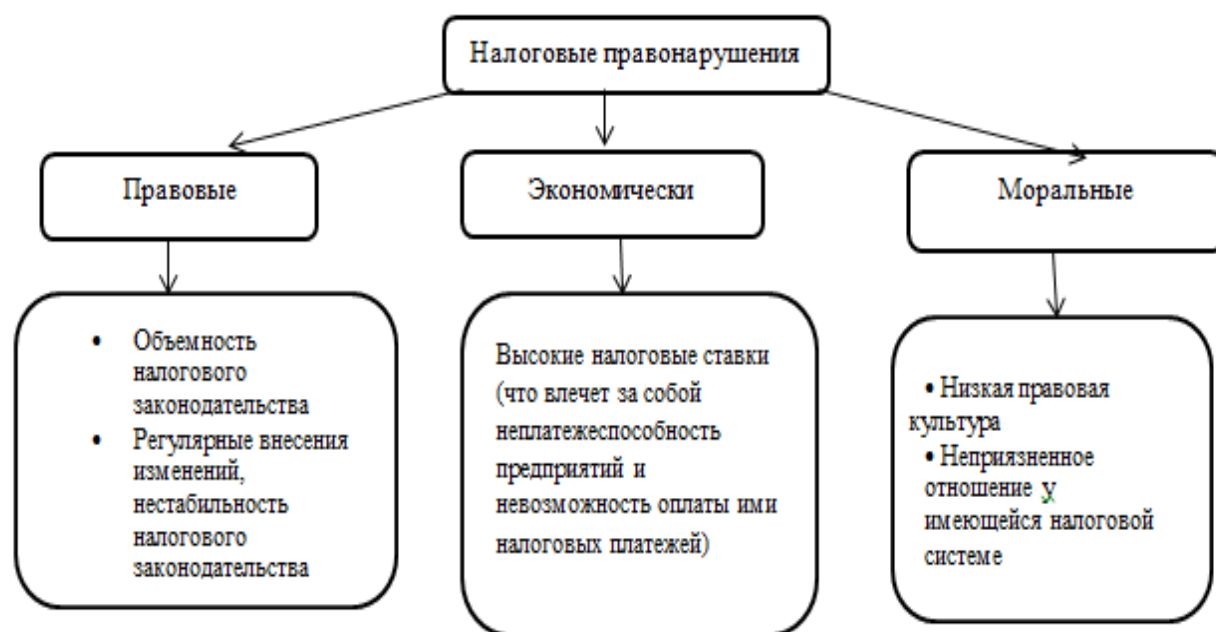 Налоговые правонарушения
Правовые
Экономически
Моральные
• Объемность
налогового
законодательства
• Регулярные внесения
изменений,
нестабильность
налогового
законодательства
Высокие налоговые ставки
(что влечет за собой
неплатежеспособность
предприятий и
невозможность оплаты ими
налоговых платежей)
• Низкая правовая
культура
• Неприязненное
отношение у
имеющейся налоговой
системе